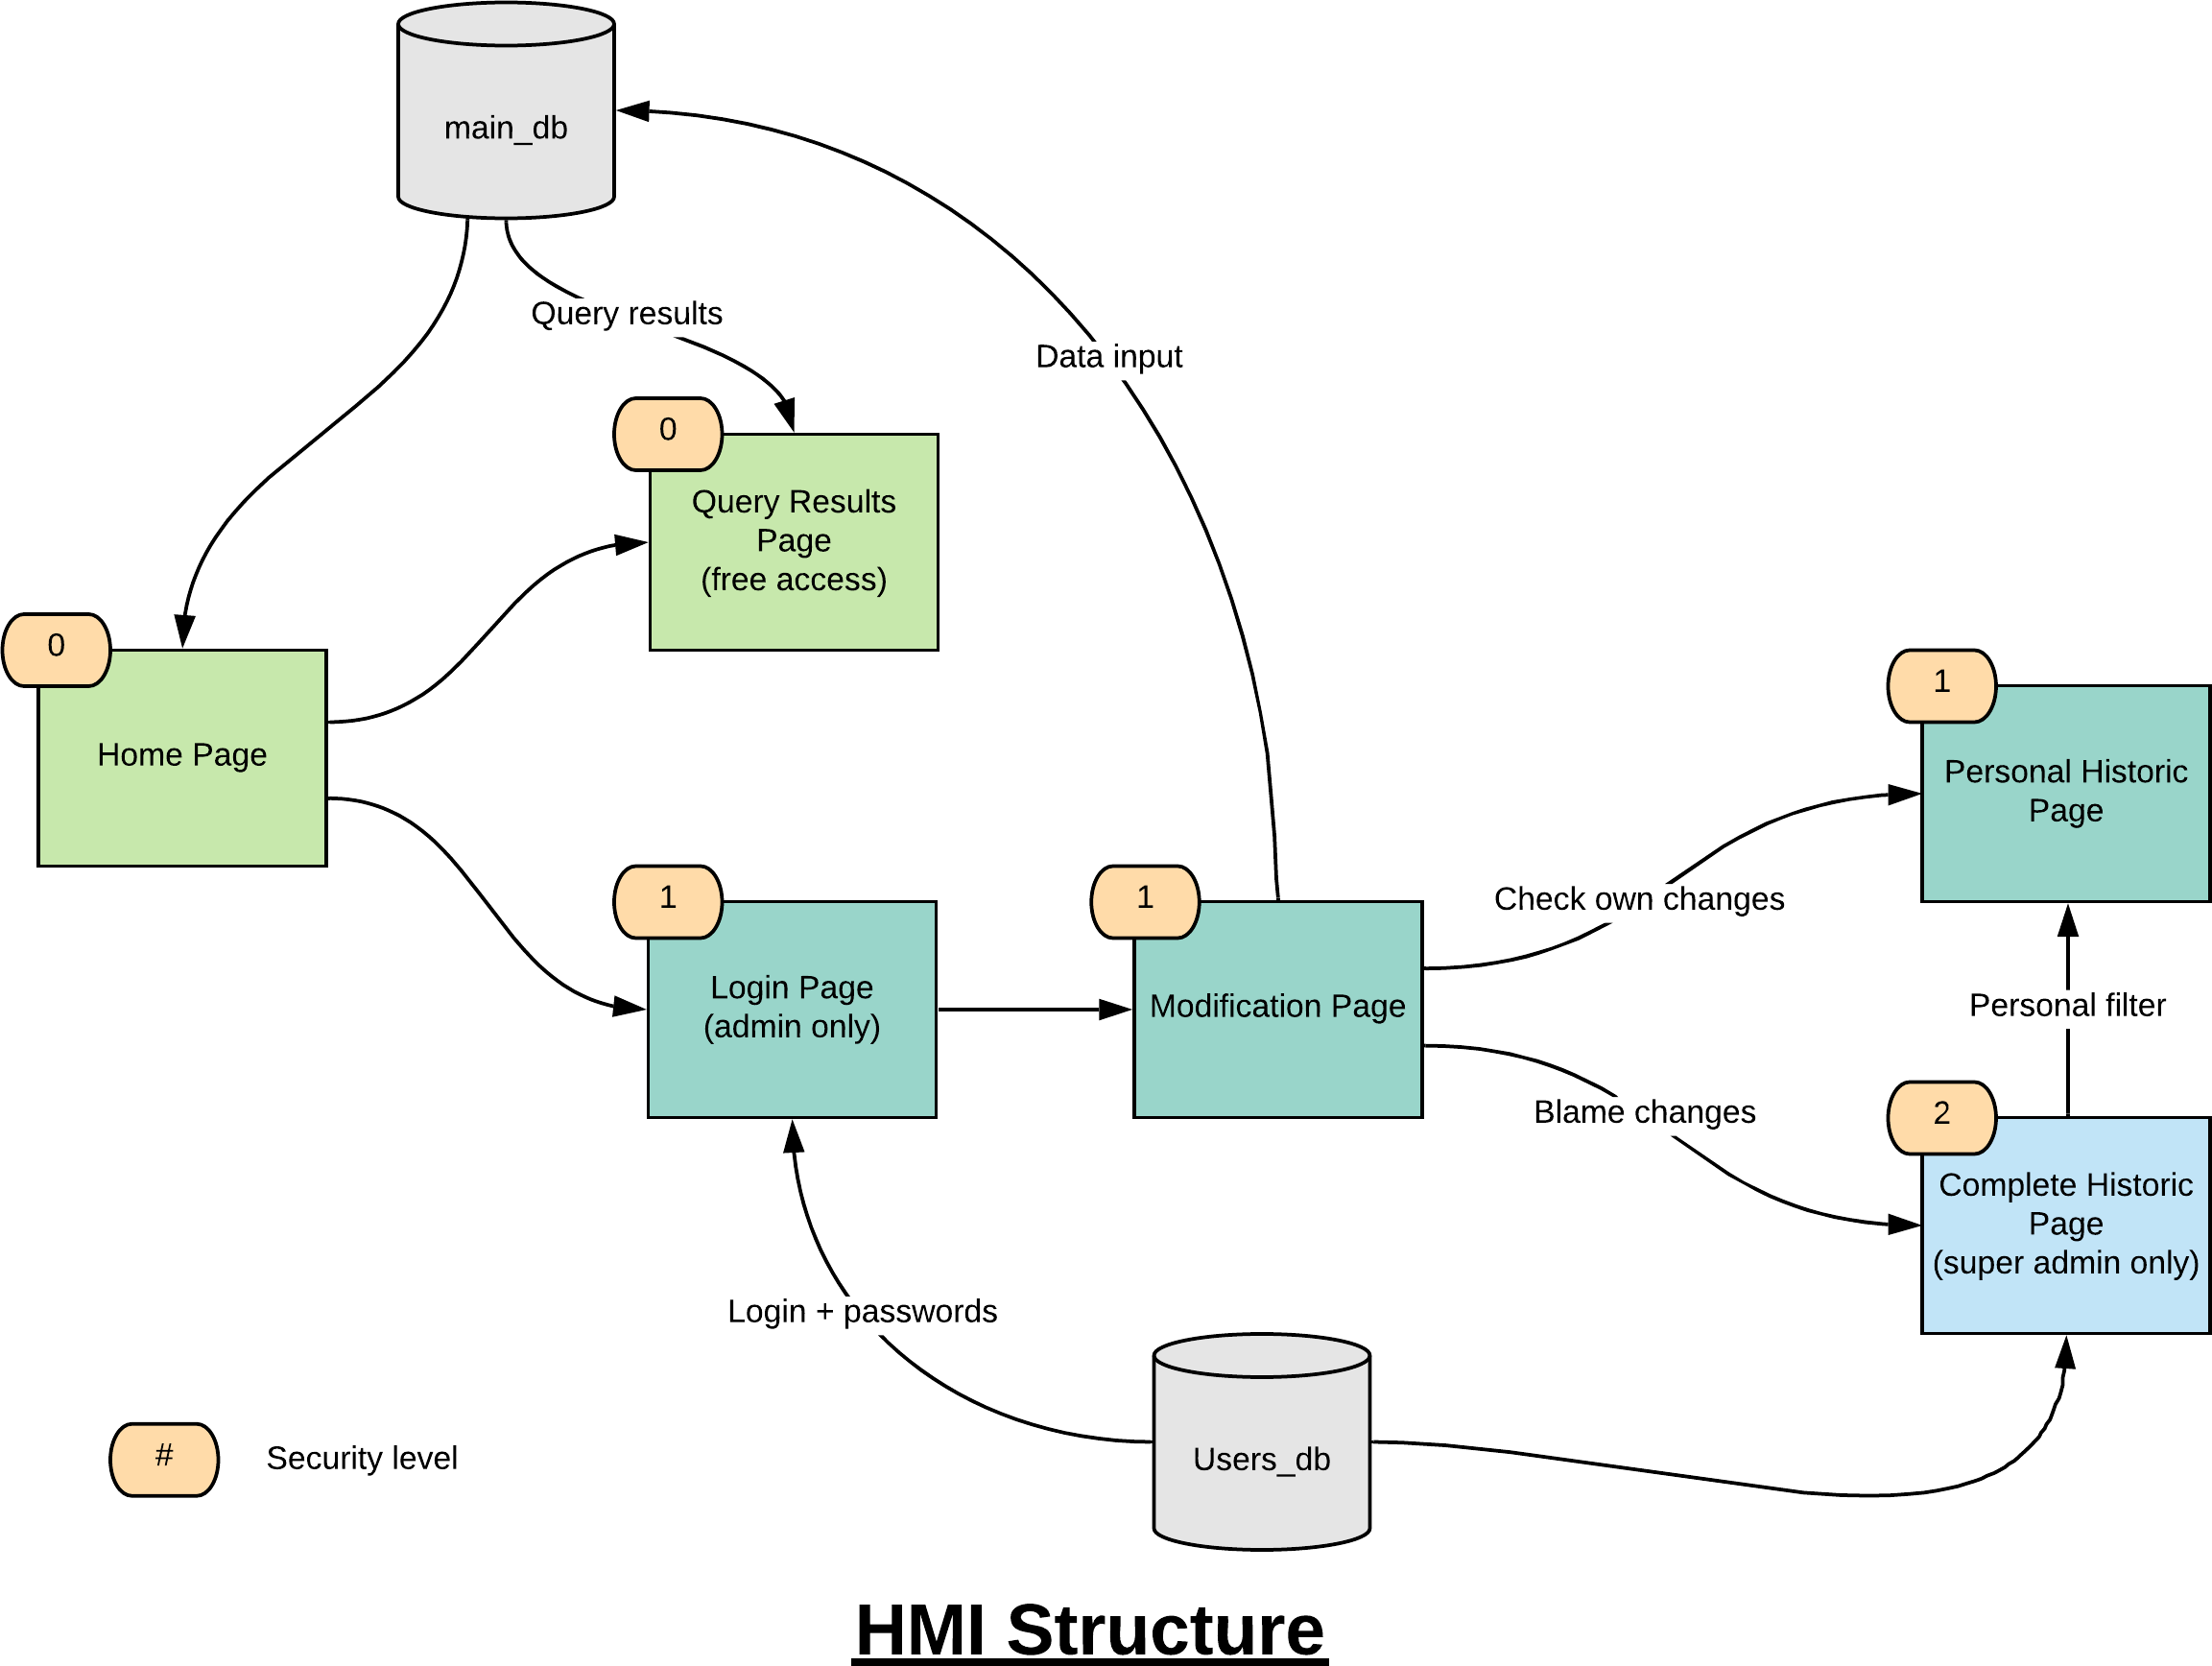 main_db
Query results
Data input
0
Query Results
Page
(free access)
0
Home Page
1
Personal Historic
Page
1
Login Page
(admin only)
1
Modification Page
Check own changes
Personal filter
Blame changes
2
Complete Historic
Page
(super admin only)
Login + passwords
Users_db
#
Security level
HMI Structure